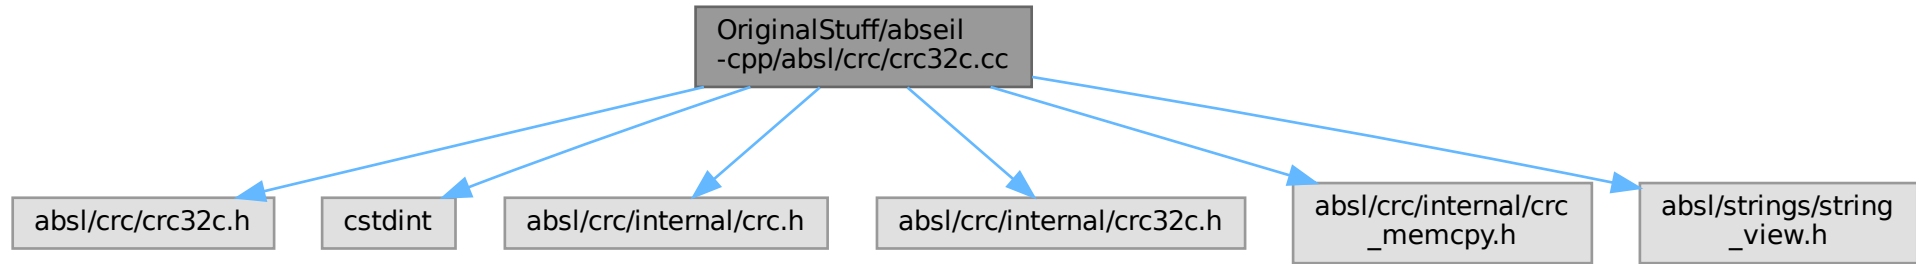 OriginalStuff/abseil
-cpp/absl/crc/crc32c.cc
absl/crc/crc32c.h
cstdint
absl/crc/internal/crc.h
absl/crc/internal/crc32c.h
absl/crc/internal/crc
_memcpy.h
absl/strings/string
_view.h